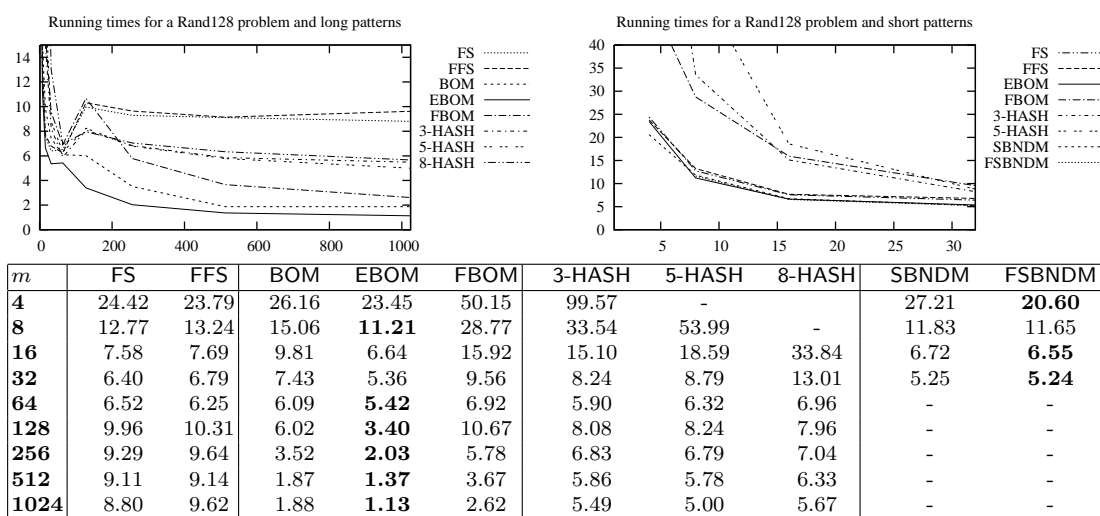 Running times for a Rand128 problem and long patterns
14
12
10
8
6
4
2
0
0 200 400 600 800 1000
FS
FFS
BOM
EBOM
FBOM
3-HASH
5-HASH
8-HASH
Running times for a Rand128 problem and short patterns
40
35
30
25
20
15
10
5
0
5 10 15 20 25 30
FS
FFS
EBOM
FBOM
3-HASH
5-HASH
SBNDM
FSBNDM
m FS FFS BOM EBOM FBOM 3-HASH 5-HASH 8-HASH SBNDM FSBNDM
4 24.42 23.79 26.16 23.45 50.15 99.57 - 27.21 20.60
8 12.77 13.24 15.06 11.21 28.77 33.54 53.99 - 11.83 11.65
16 7.58 7.69 9.81 6.64 15.92 15.10 18.59 33.84 6.72 6.55
32 6.40 6.79 7.43 5.36 9.56 8.24 8.79 13.01 5.25 5.24
64 6.52 6.25 6.09 5.42 6.92 5.90 6.32 6.96 - -
128 9.96 10.31 6.02 3.40 10.67 8.08 8.24 7.96 - -
256 9.29 9.64 3.52 2.03 5.78 6.83 6.79 7.04 - -
512 9.11 9.14 1.87 1.37 3.67 5.86 5.78 6.33 - -
1024 8.80 9.62 1.88 1.13 2.62 5.49 5.00 5.67 - -